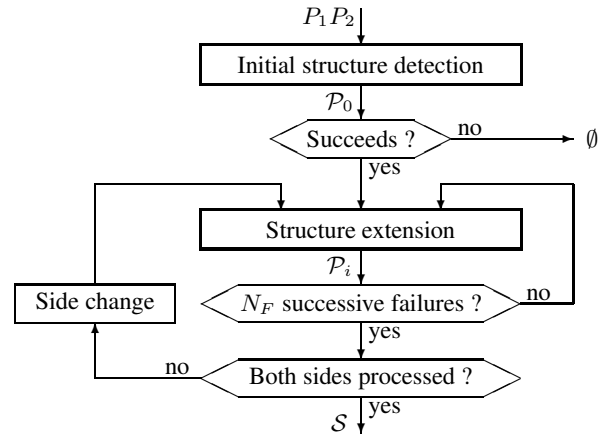 P₁P₂
Initial structure detection
𝒫₀
Succeeds ?
no
∅
yes
Structure extension
𝒫ᵢ
Side change
N_F successive failures ?
no
yes
no
Both sides processed ?
yes
𝒮